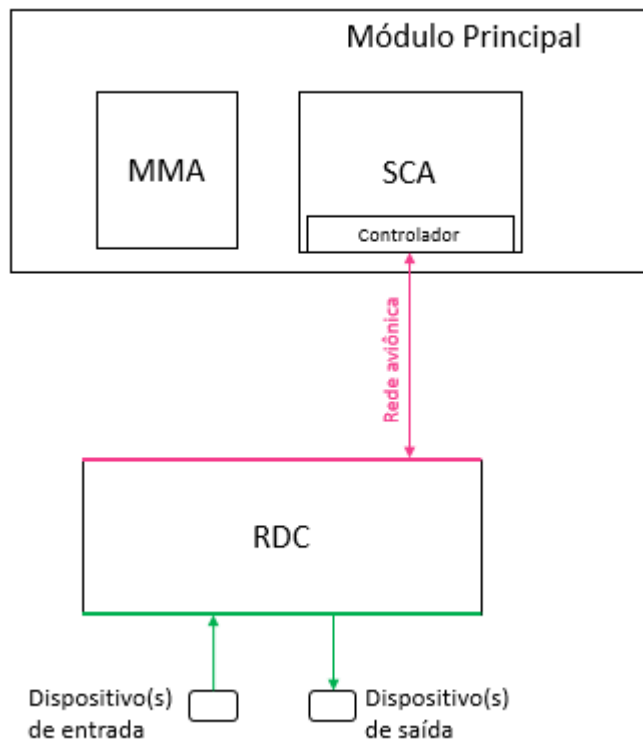 Módulo Principal
MMA
SCA
Controlador
Rede aviônica
RDC
Dispositivo(s)
de entrada
Dispositivo(s)
de saída